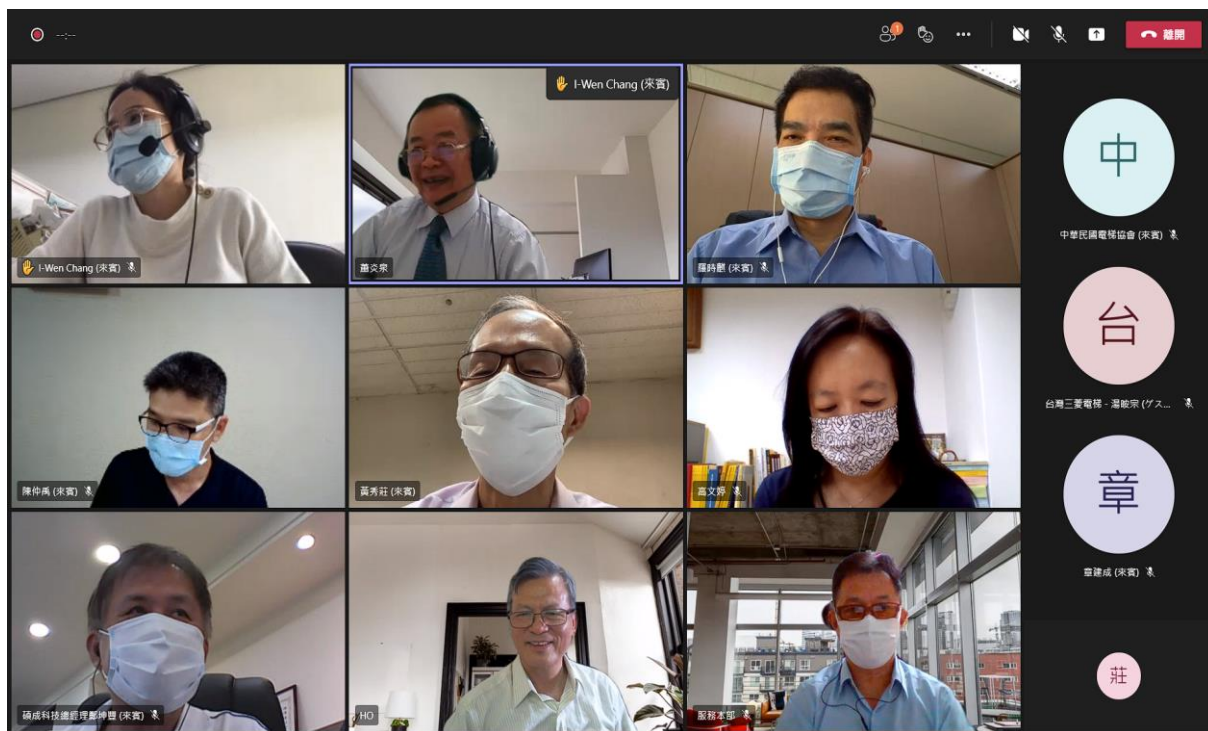 --:--
1
離開
I-Wen Chang (來賓)
I-Wen Chang (來賓)
蕭炎泉
羅時麒 (來賓)
中
中華民國電梯協會 (來賓)
陳仲禹 (來賓)
黃秀莊 (來賓)
高文婷
台
台灣三菱電梯 - 湯畯宗 (ゲス...
章
章建成 (來賓)
碩成科技總經理鄭坤豐 (來賓)
HO
服務本部
莊